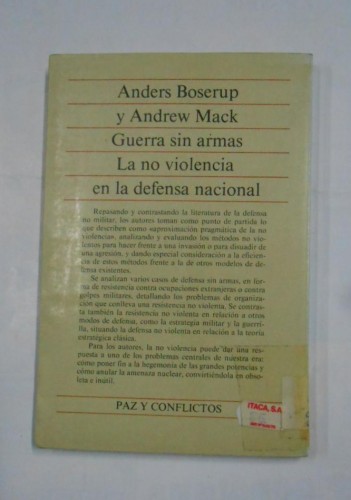 Anders Boserup
y Andrew Mack
Guerra sin armas
La no violencia
en la defensa nacional
Repasando y contrastando la literatura de la defensa
no militar, los autores toman como punto de partida lo
que describen como «aproximación pragmática de la no
violencia», analizando y evaluando los métodos no vio-
lentos para hacer frente a una invasión o para disuadir de
una agresión, y dando especial consideración a la eficien-
cia de estos métodos frente a la de otros modelos de de-
fensa existentes.
Se analizan varios casos de defensa sin armas, en for-
ma de resistencia contra ocupaciones extranjeras o contra
golpes militares, detallando los problemas de organiza-
ción que conlleva una resistencia no violenta. Se contras-
ta también la resistencia no violenta en relación a otros
modos de defensa, como la estrategia militar y la guerri-
lla, situando la defensa no violenta en relación a la teoría
estratégica clásica.
Para los autores, la no violencia puede dar una res-
puesta a uno de los problemas centrales de nuestra era:
cómo poner fin a la hegemonía de las grandes potencias y
cómo anular la amenaza nuclear, convirtiéndola en obso-
leta e inútil.
PAZ Y CONFLICTOS
ITACA, S.A.